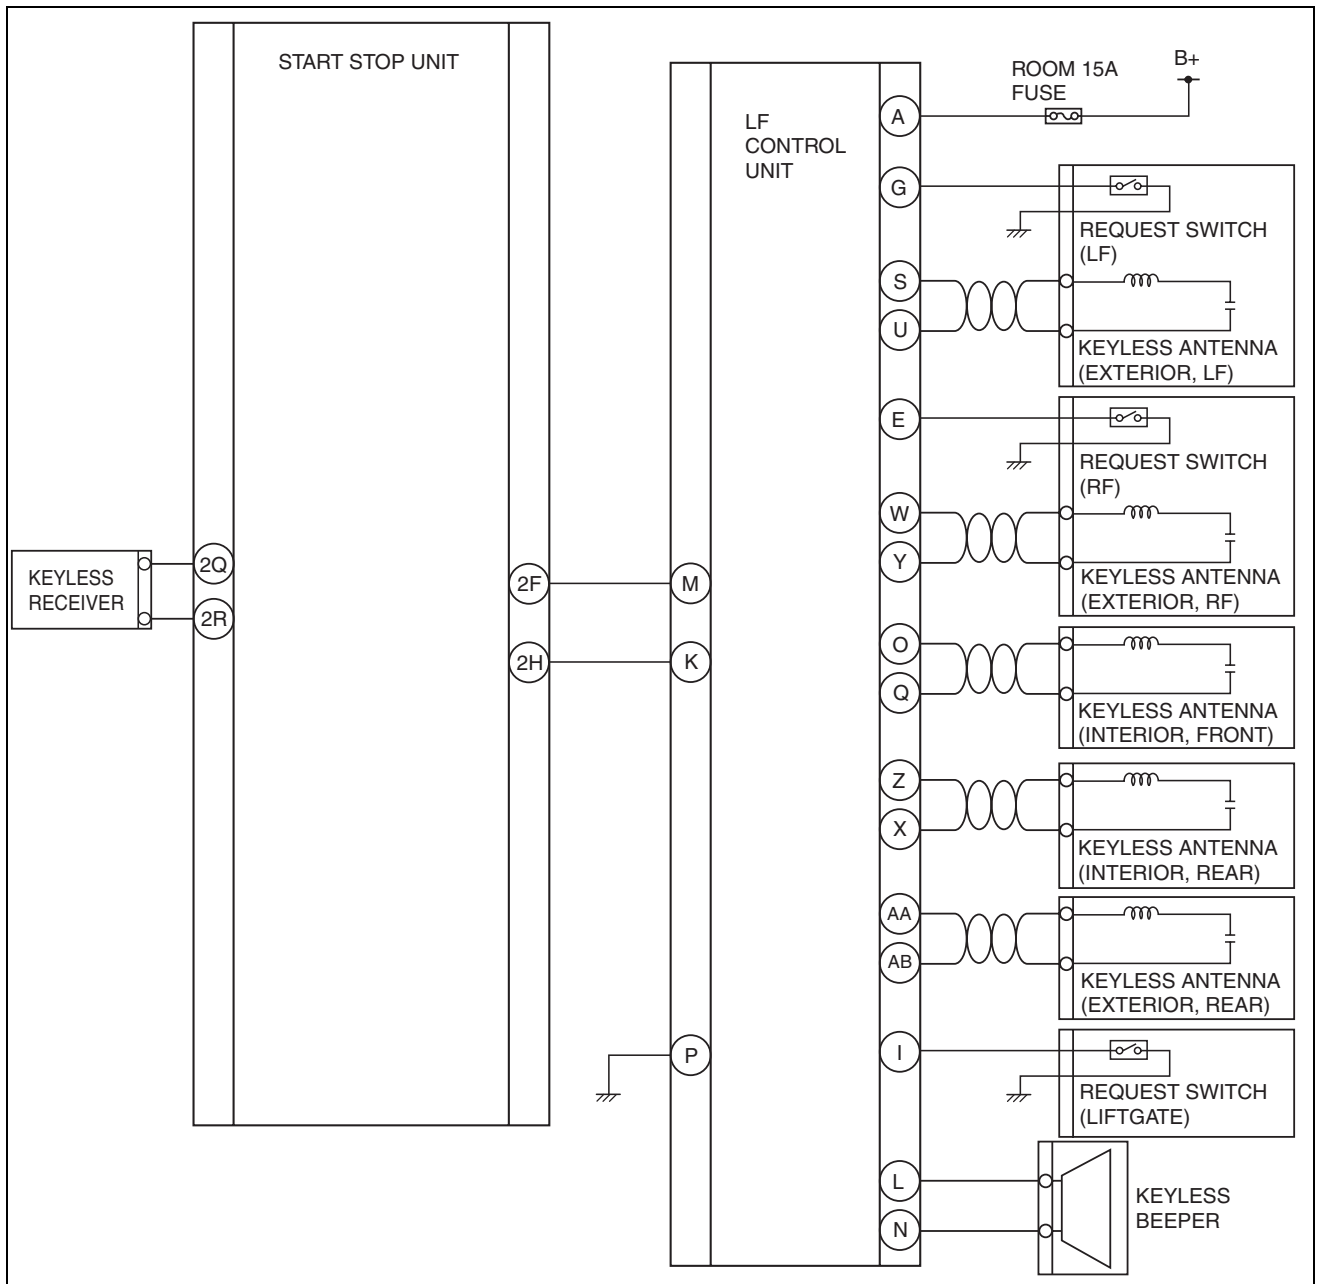 START STOP UNIT
LF
CONTROL
UNIT
ROOM 15A
FUSE
B+
A
G
REQUEST SWITCH
(LF)
S
U
KEYLESS ANTENNA
(EXTERIOR, LF)
E
REQUEST SWITCH
(RF)
W
Y
KEYLESS ANTENNA
(EXTERIOR, RF)
KEYLESS
RECEIVER
2Q
2R
2F
2H
M
K
O
Q
KEYLESS ANTENNA
(INTERIOR, FRONT)
Z
X
KEYLESS ANTENNA
(INTERIOR, REAR)
AA
AB
KEYLESS ANTENNA
(EXTERIOR, REAR)
P
I
REQUEST SWITCH
(LIFTGATE)
L
N
KEYLESS
BEEPER